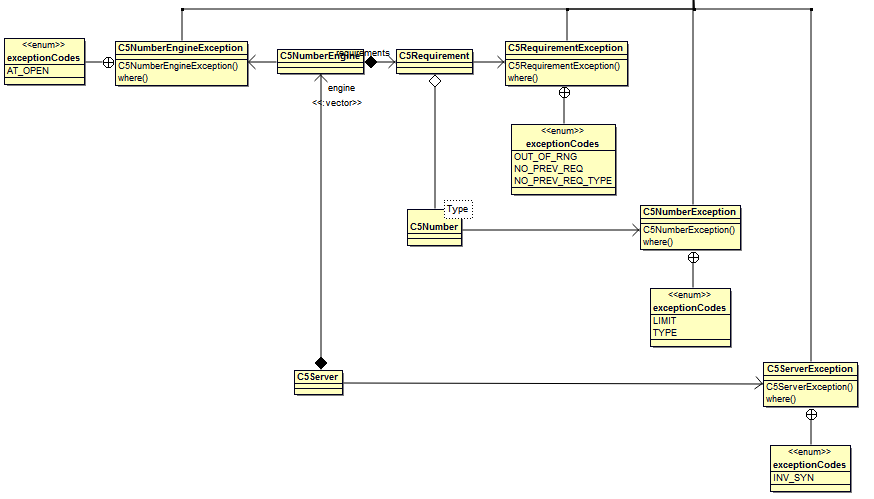 <<enum>>
exceptionCodes
AT_OPEN
C5NumberEngineException
C5NumberEngineException()
where()
C5NumberEngine
requirements
C5Requirement
C5RequirementException
C5RequirementException()
where()
engine
<<:vector>>
<<enum>>
exceptionCodes
OUT_OF_RNG
NO_PREV_REQ
NO_PREV_REQ_TYPE
Type
C5Number
C5NumberException
C5NumberException()
where()
<<enum>>
exceptionCodes
LIMIT
TYPE
C5Server
C5ServerException
C5ServerException()
where()
<<enum>>
exceptionCodes
INV_SYN